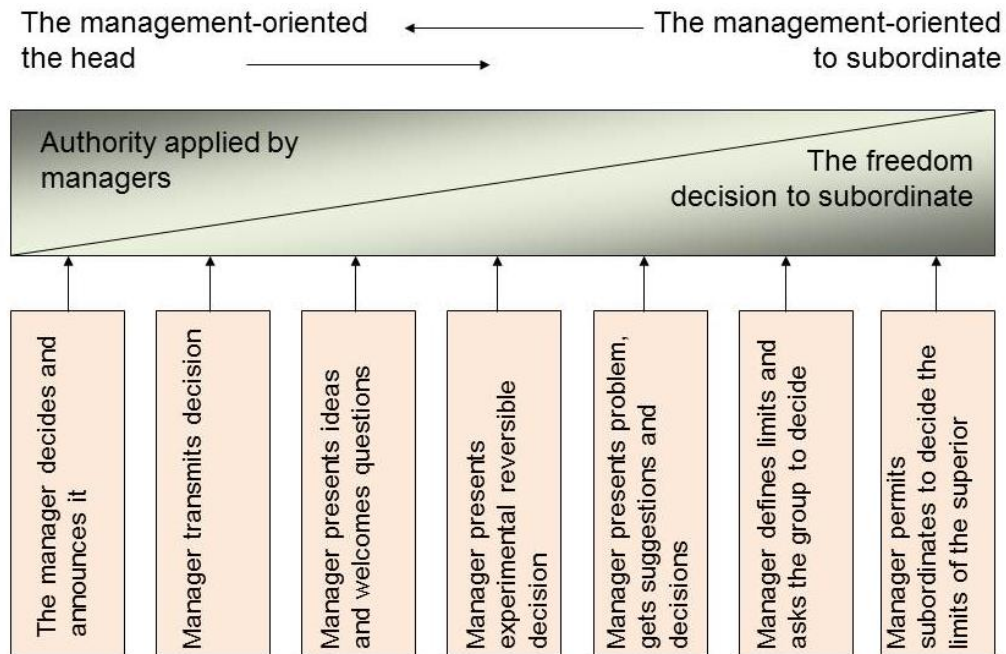 The management-oriented
the head
The management-oriented
to subordinate
Authority applied by
managers
The freedom
decision to subordinate
The manager decides and
announces it
Manager transmits decision
Manager presents ideas
and welcomes questions
Manager presents
experimental reversible
decision
Manager presents problem,
gets suggestions and
decisions
Manager defines limits and
asks the group to decide
Manager permits
subordinates to decide the
limits of the superior